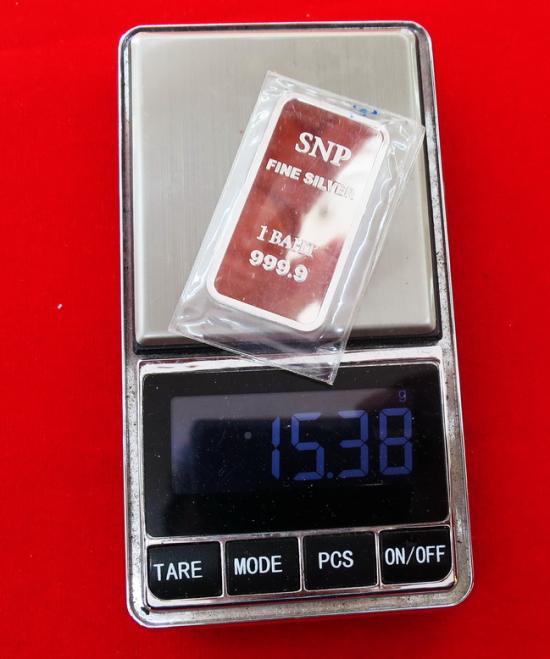 SNP
FINE SILVER
1 BAHT
999.9
g
15.38
TARE
MODE
PCS
ON/OFF